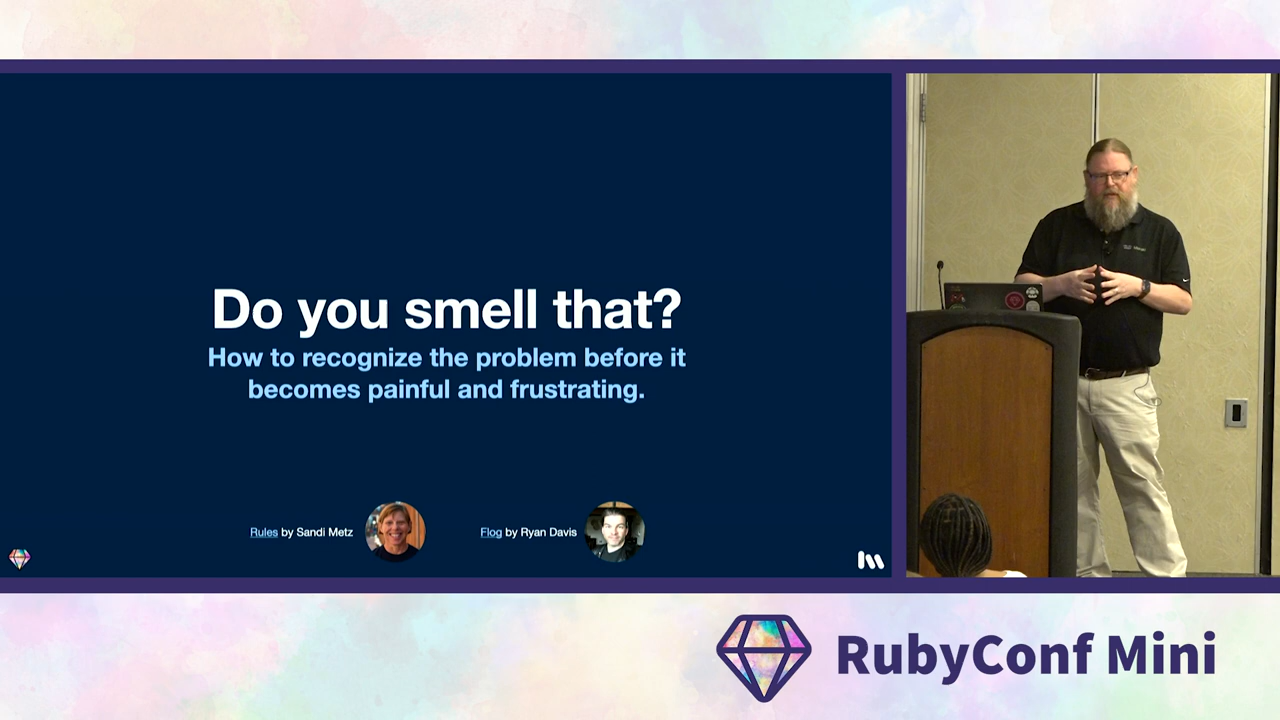 Do you smell that?
How to recognize the problem before it
becomes painful and frustrating.
Rules by Sandi Metz
Flog by Ryan Davis
RubyConf Mini